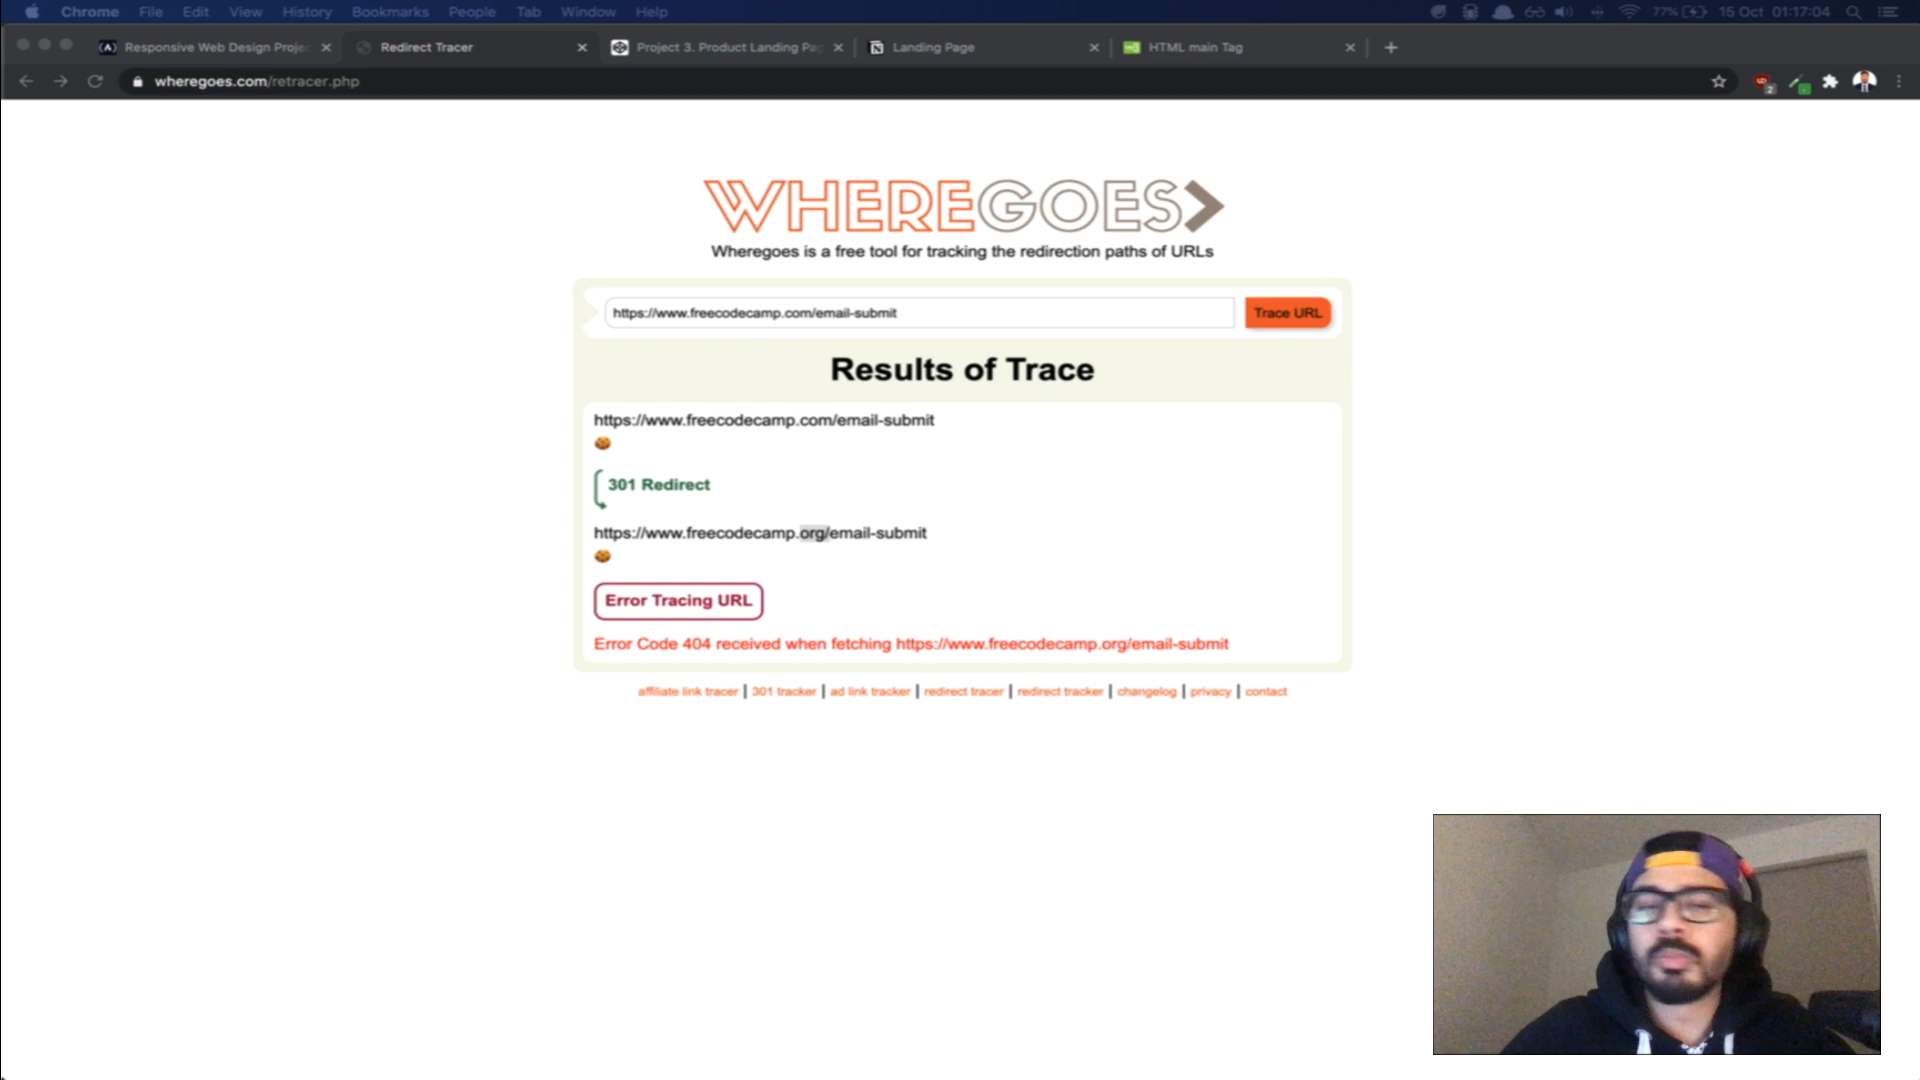 Chrome File Edit View History Bookmarks People Tab Window Help 77% 15 Oct 01:17:04
(A) Responsive Web Design Projec Redirect Tracer Project 3. Product Landing Pag Landing Page HTML main Tag
wheregoes.com/retracer.php
2
WHEREGOES
Wheregoes is a free tool for tracking the redirection paths of URLs
https://www.freecodecamp.com/email-submit Trace URL
Results of Trace
https://www.freecodecamp.com/email-submit
301 Redirect
https://www.freecodecamp.org/email-submit
Error Tracing URL
Error Code 404 received when fetching https://www.freecodecamp.org/email-submit
affiliate link tracer | 301 tracker | ad link tracker | redirect tracer | redirect tracker | changelog | privacy | contact